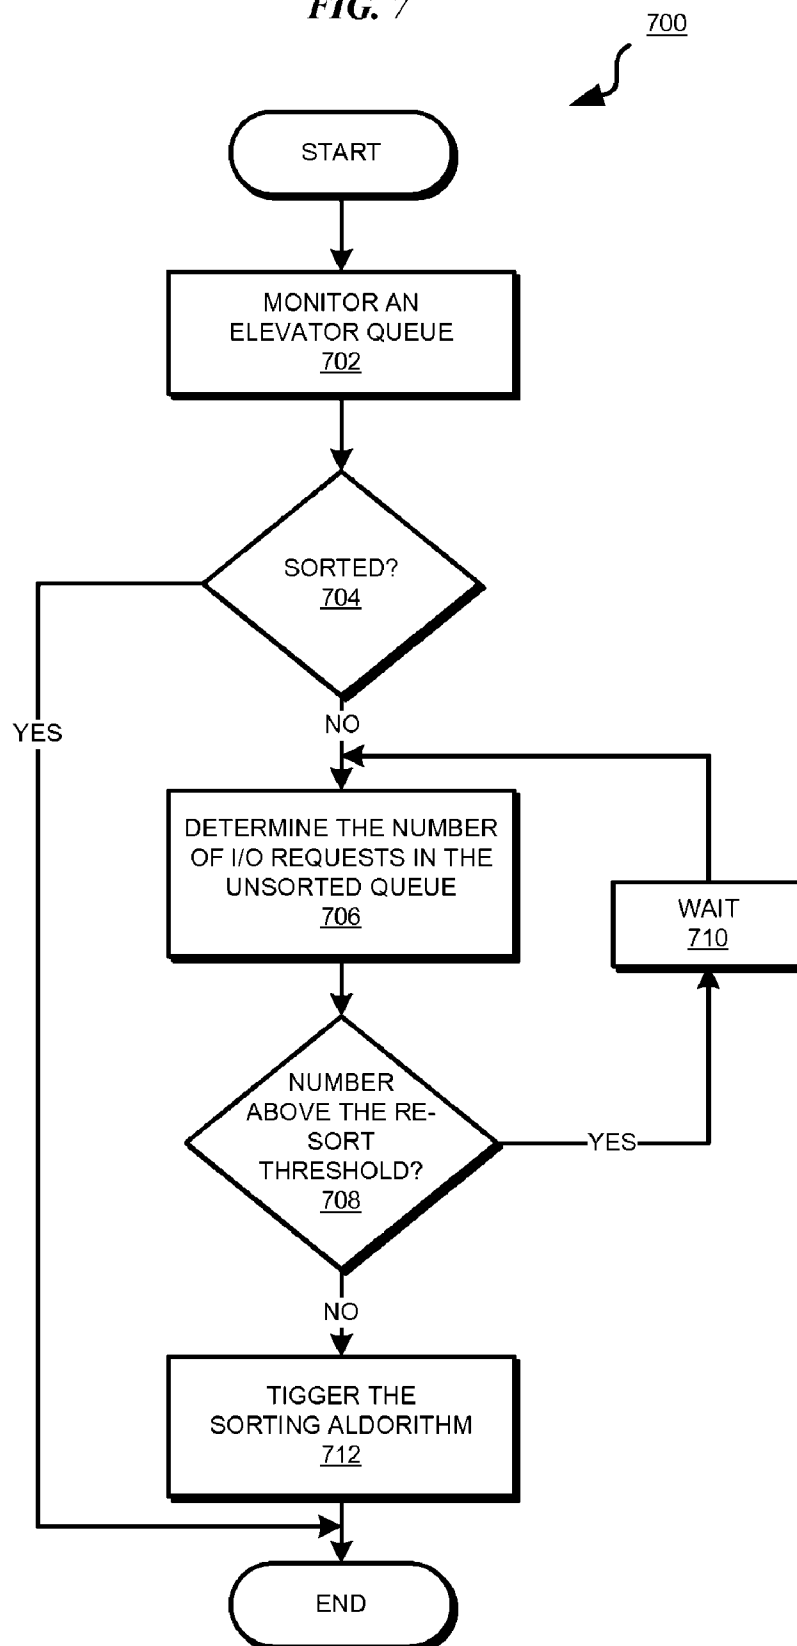 FIG. 7
700
START
MONITOR AN
ELEVATOR QUEUE
702
SORTED?
704
YES
NO
DETERMINE THE NUMBER
OF I/O REQUESTS IN THE
UNSORTED QUEUE
706
WAIT
710
NUMBER
ABOVE THE RE-
SORT
THRESHOLD?
708
YES
NO
TIGGER THE
SORTING ALDORITHM
712
END